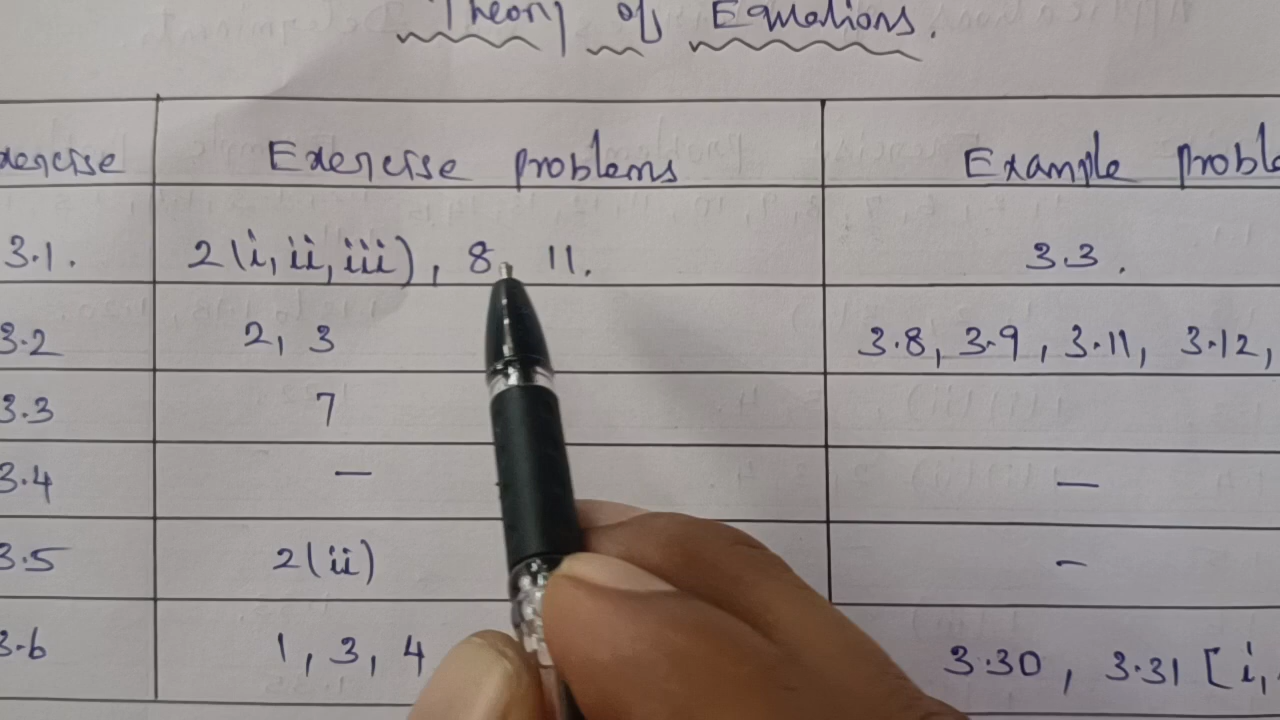 Theory of Equations.
xercise Exercise problems Example proble
3.1. 2(i, ii, iii), 8, 11. 3.3.
3.2 2, 3 3.8, 3.9, 3.11, 3.12,
3.3 7
3.4 — —
3.5 2(ii) —
3.6 1, 3, 4 3.30, 3.31 [i,